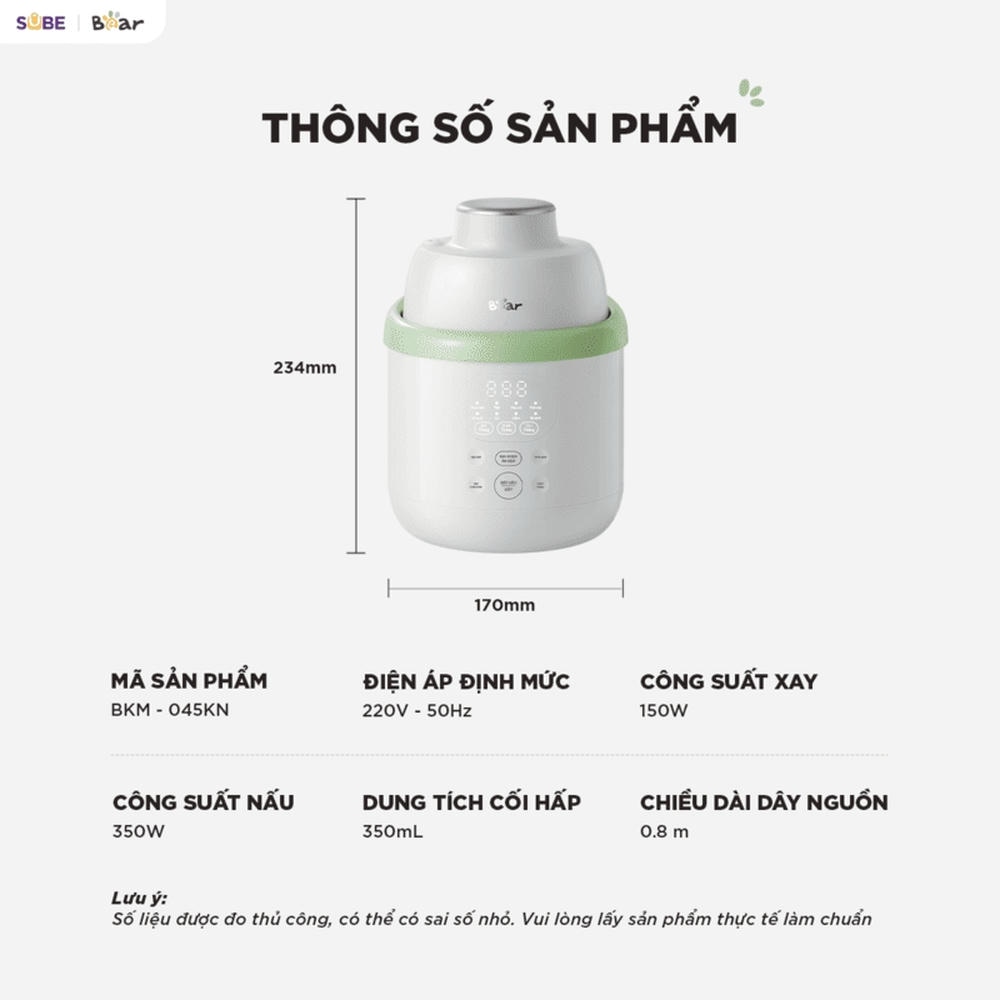 SUBE | Bear
THÔNG SỐ SẢN PHẨM
Bear
888
234mm
170mm
MÃ SẢN PHẨM
BKM - 045KN
ĐIỆN ÁP ĐỊNH MỨC
220V - 50Hz
CÔNG SUẤT XAY
150W
CÔNG SUẤT NẤU
350W
DUNG TÍCH CỐI HẤP
350mL
CHIỀU DÀI DÂY NGUỒN
0.8 m
Lưu ý:
Số liệu được đo thủ công, có thể có sai số nhỏ. Vui lòng lấy sản phẩm thực tế làm chuẩn